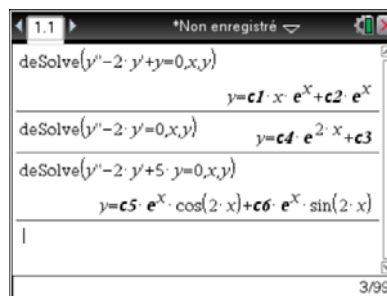 1.1 *Non enregistré
deSolve(y''-2·y'+y=0,x,y)
y=c1·x·e^x+c2·e^x
deSolve(y''-2·y'=0,x,y) y=c4·e^2·x+c3
deSolve(y''-2·y'+5·y=0,x,y)
y=c5·e^x·cos(2·x)+c6·e^x·sin(2·x)
3/99